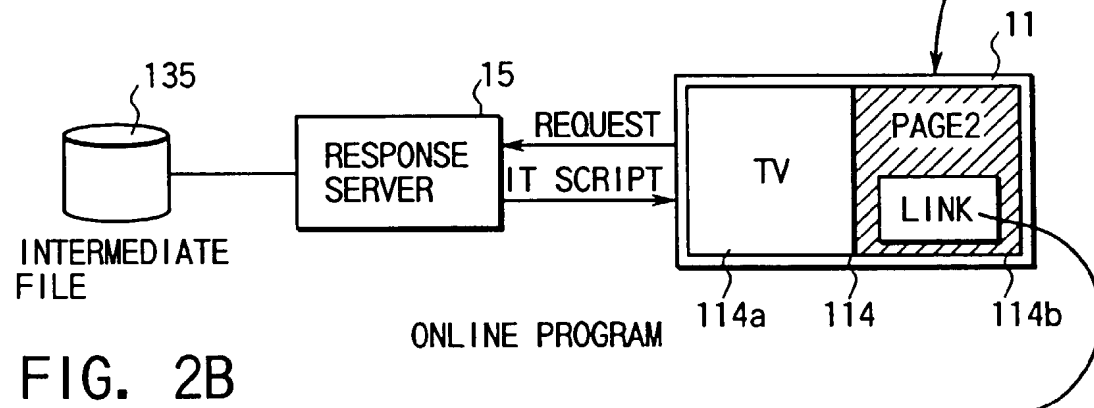 11
135
15
REQUEST
PAGE2
RESPONSE
SERVER
TV
IT SCRIPT
LINK
INTERMEDIATE
FILE
114a
114
114b
ONLINE PROGRAM
FIG. 2B